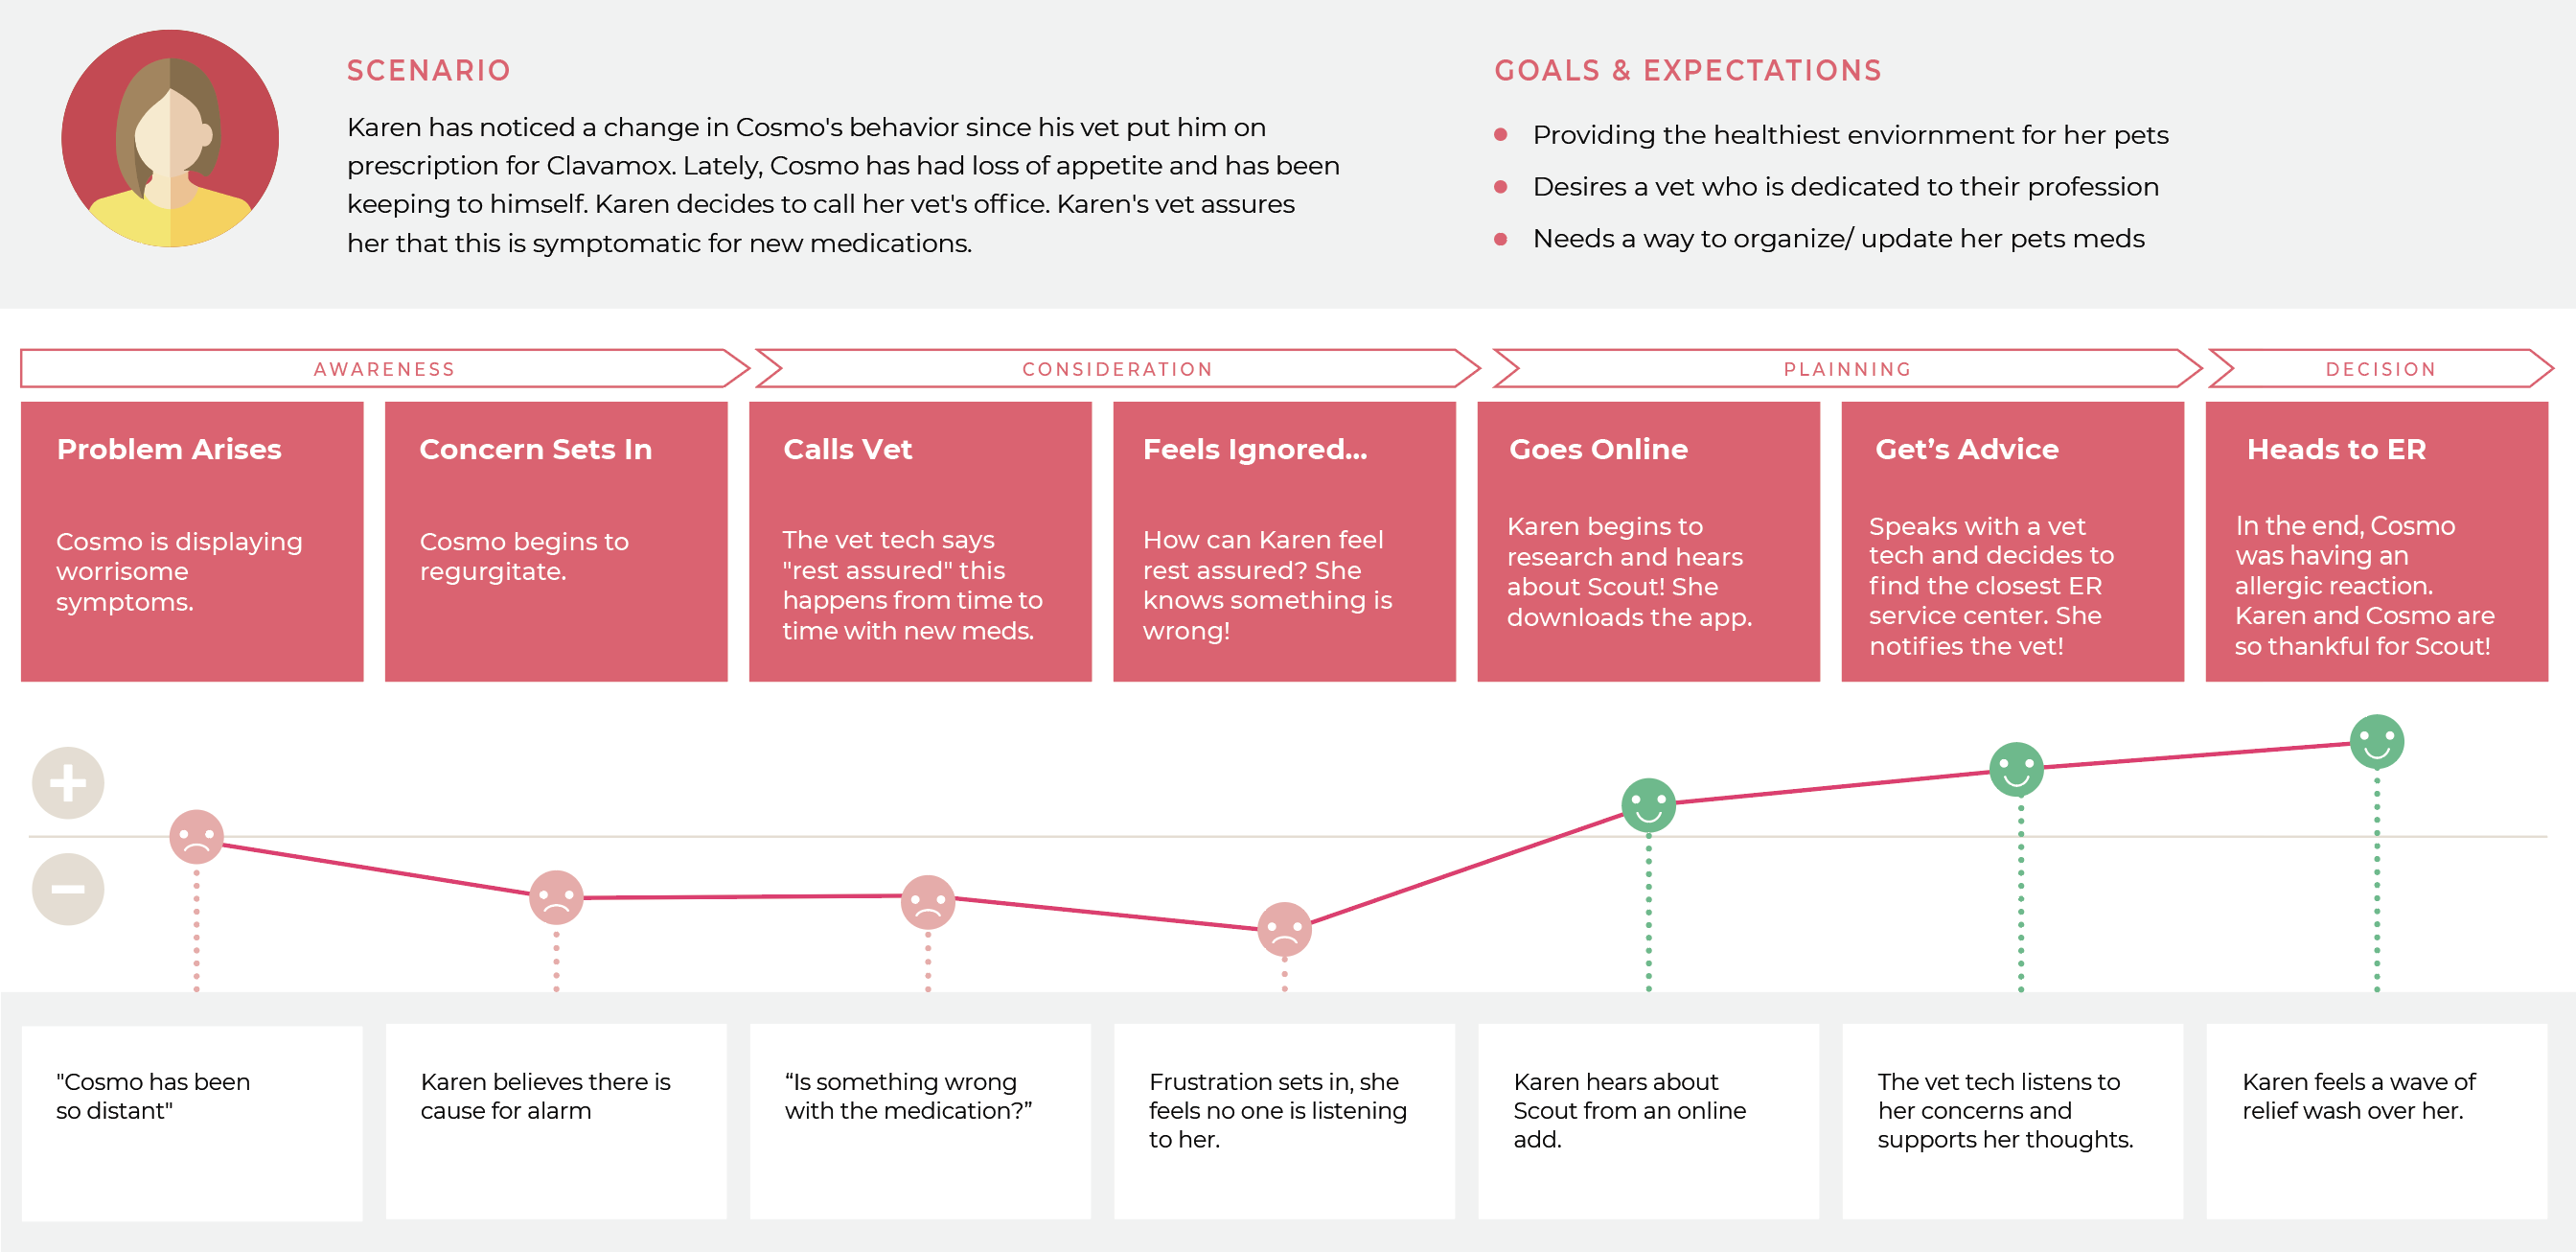 SCENARIO
Karen has noticed a change in Cosmo's behavior since his vet put him on
prescription for Clavamox. Lately, Cosmo has had loss of appetite and has been
keeping to himself. Karen decides to call her vet's office. Karen's vet assures
her that this is symptomatic for new medications.
GOALS & EXPECTATIONS
Providing the healthiest enviornment for her pets
Desires a vet who is dedicated to their profession
Needs a way to organize/ update her pets meds
AWARENESS
CONSIDERATION
PLAINNING
DECISION
Problem Arises
Cosmo is displaying
worrisome
symptoms.
Concern Sets In
Cosmo begins to
regurgitate.
Calls Vet
The vet tech says
"rest assured" this
happens from time to
time with new meds.
Feels Ignored...
How can Karen feel
rest assured? She
knows something is
wrong!
Goes Online
Karen begins to
research and hears
about Scout! She
downloads the app.
Get’s Advice
Speaks with a vet
tech and decides to
find the closest ER
service center. She
notifies the vet!
Heads to ER
In the end, Cosmo
was having an
allergic reaction.
Karen and Cosmo are
so thankful for Scout!
"Cosmo has been
so distant"
Karen believes there is
cause for alarm
“Is something wrong
with the medication?”
Frustration sets in, she
feels no one is listening
to her.
Karen hears about
Scout from an online
add.
The vet tech listens to
her concerns and
supports her thoughts.
Karen feels a wave of
relief wash over her.